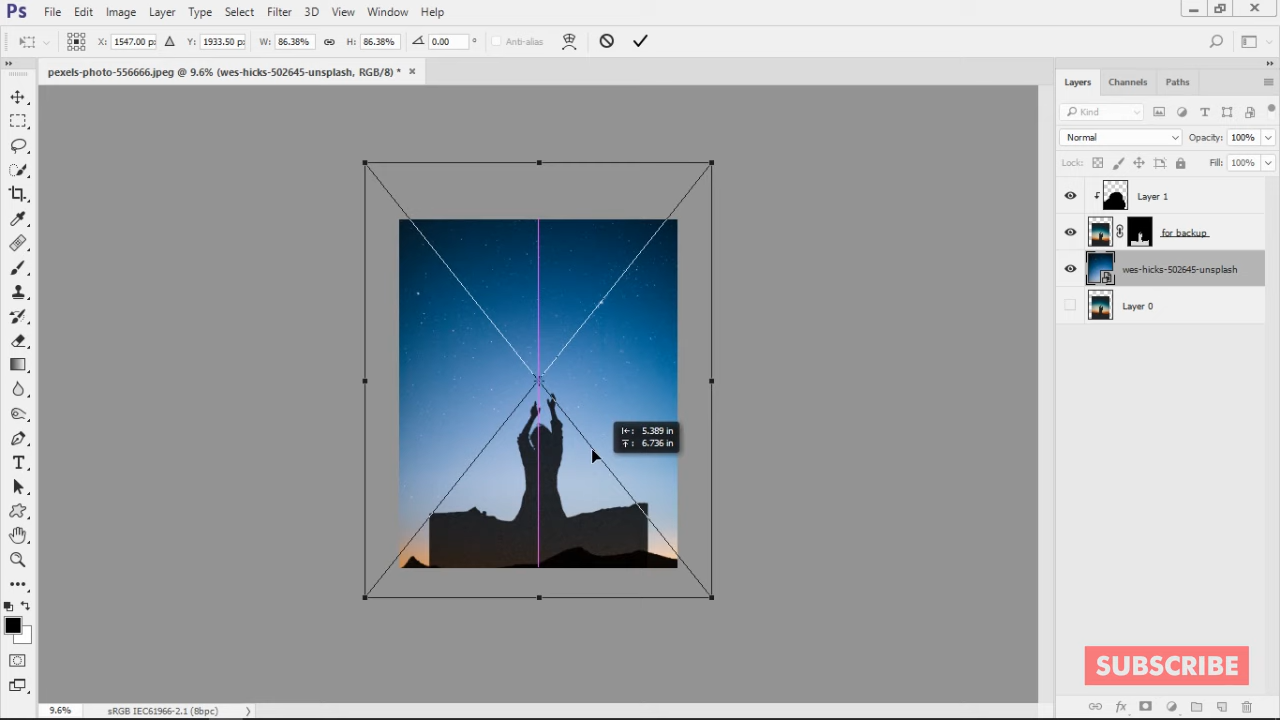 Ps File Edit Image Layer Type Select Filter 3D View Window Help
X: 1547.00 px Y: 1933.50 px W: 86.38% H: 86.38% 0.00 ° Anti-alias
pexels-photo-556666.jpeg @ 9.6% (wes-hicks-502645-unsplash, RGB/8) * ×
Layers Channels Paths
Kind
Normal Opacity: 100%
Lock: Fill: 100%
Layer 1
for backup
wes-hicks-502645-unsplash
Layer 0
5.389 in
6.736 in
SUBSCRIBE
9.6% sRGB IEC61966-2.1 (8bpc)
fx